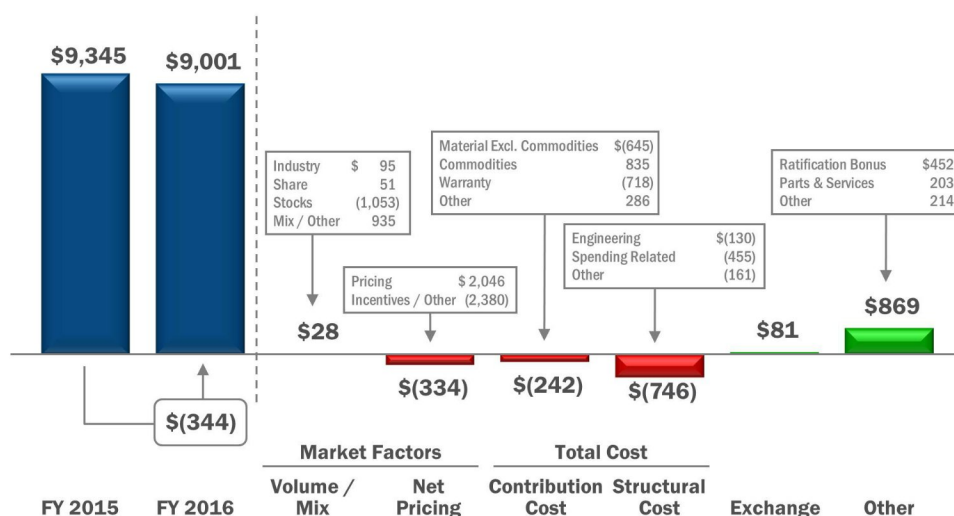 $9,345
$9,001
Industry $ 95
Share 51
Stocks (1,053)
Mix / Other 935
Material Excl. Commodities $(645)
Commodities 835
Warranty (718)
Other 286
Ratification Bonus $452
Parts & Services 203
Other 214
Pricing $ 2,046
Incentives / Other (2,380)
Engineering $(130)
Spending Related (455)
Other (161)
$28
$(334)
$(242)
$(746)
$81
$869
$(344)
Market Factors
Total Cost
FY 2015
FY 2016
Volume /
Mix
Net
Pricing
Contribution
Cost
Structural
Cost
Exchange
Other